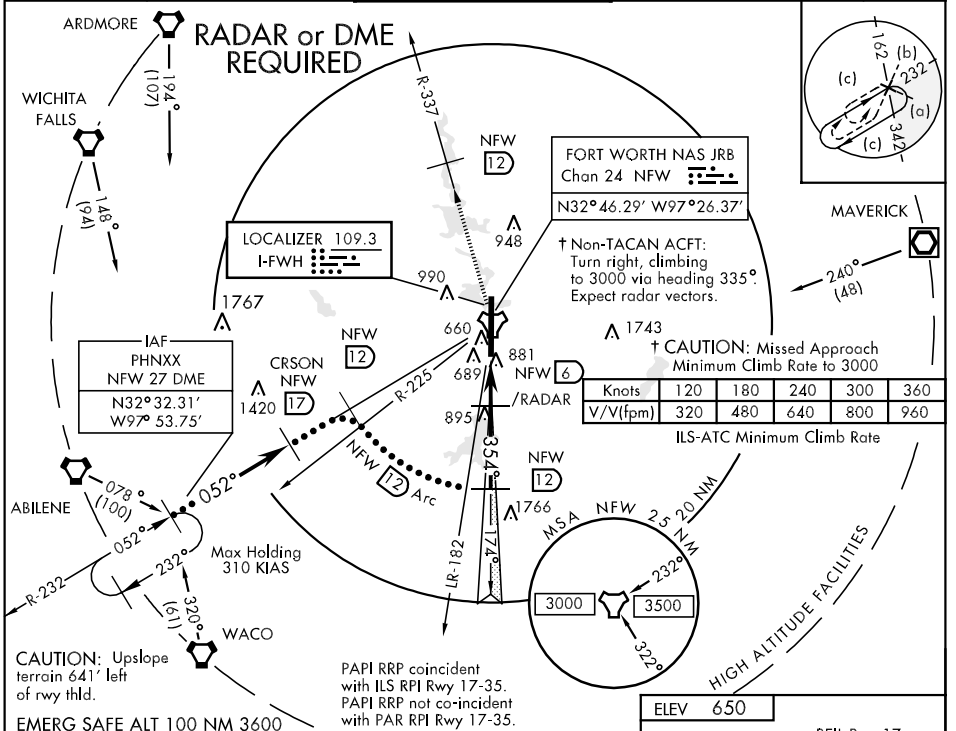 ARDMORE
RADAR or DME
REQUIRED
194°
(107)
WICHITA
FALLS
148°
(94)
R-337
NFW
12
FORT WORTH NAS JRB
Chan 24 NFW
N32°46.29' W97°26.37'
162
(b)
232
(c)
(a)
(c)
342
MAVERICK
240°
(48)
LOCALIZER 109.3
I-FWH
948
† Non-TACAN ACFT:
Turn right, climbing
to 3000 via heading 335°.
Expect radar vectors.
990
1767
660
1743
IAF
PHNXX
NFW 27 DME
N32°32.31'
W97°53.75'
NFW
12
CRSON
NFW
17
1420
R-225
689
881
NFW 6
/RADAR
895
† CAUTION: Missed Approach
Minimum Climb Rate to 3000
Knots 120 180 240 300 360
V/V(fpm) 320 480 640 800 960
ILS-ATC Minimum Climb Rate
354°
NFW
12
NFW 12 Arc
052°
ABILENE
078°
(100)
052°
232°
R-232
Max Holding
310 KIAS
1766
174°
LR-182
MSA NFW 25 NM
20 NM
232°
3000
3500
322°
320°
(61)
WACO
HIGH ALTITUDE FACILITIES
CAUTION: Upslope
terrain 641' left
of rwy thld.
EMERG SAFE ALT 100 NM 3600
PAPI RRP coincident
with ILS RPI Rwy 17-35.
PAPI RRP not co-incident
with PAR RPI Rwy 17-35.
ELEV 650